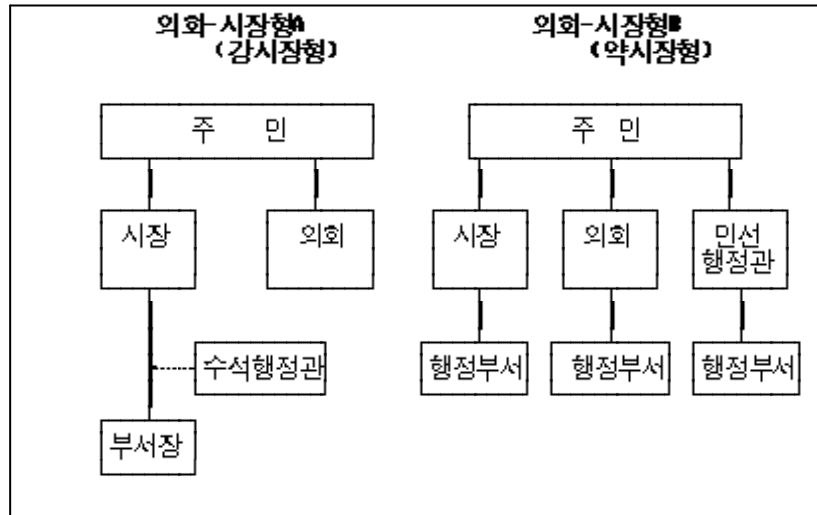 의회-시장형A
(강시장형)
주 민
시장
의회
수석행정관
부서장
의회-시장형B
(약시장형)
주 민
시장
의회
민선
행정관
행정부서
행정부서
행정부서